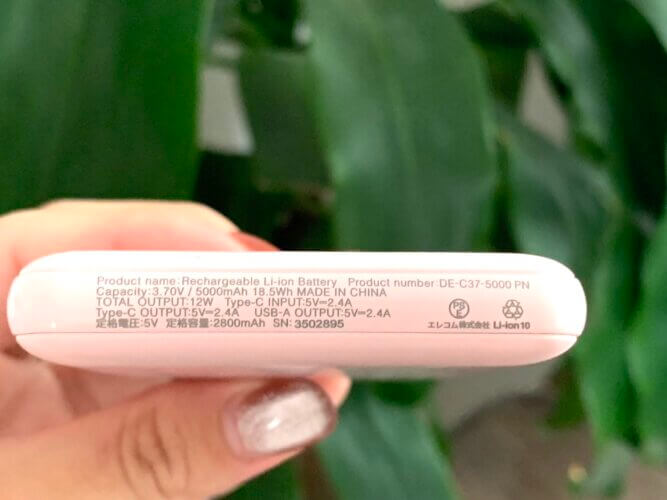 Product name:Rechargeable Li-ion Battery Product number:DE-C37-5000 PN
Capacity:3.70V / 5000mAh 18.5Wh MADE IN CHINA
TOTAL OUTPUT:12W Type-C INPUT:5V⎓2.4A
Type-C OUTPUT:5V⎓2.4A USB-A OUTPUT:5V⎓2.4A
定格電圧:5V 定格容量:2800mAh SN: 3502895
PS
E
エレコム株式会社 Li-ion10